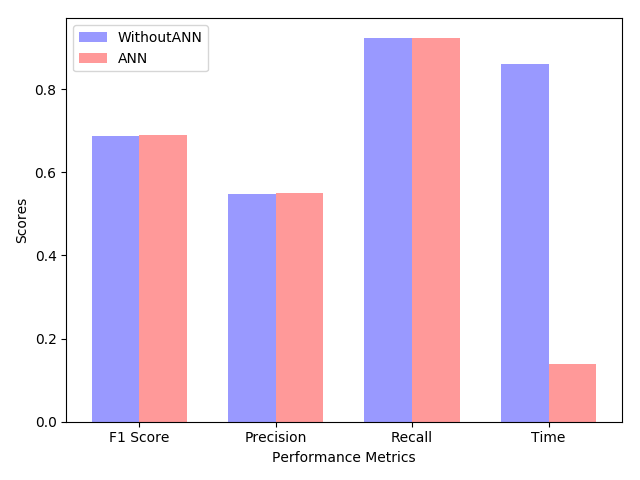 WithoutANN
ANN
Scores
0.8
0.6
0.4
0.2
0.0
F1 Score
Precision
Recall
Time
Performance Metrics